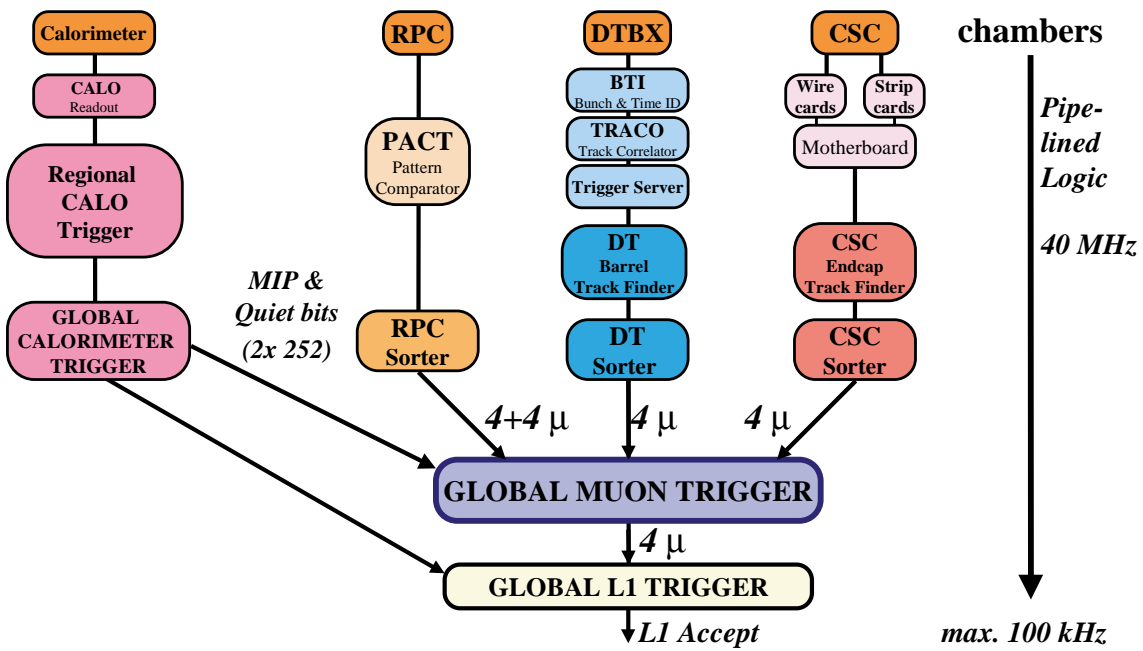 Calorimeter
RPC
DTBX
CSC
chambers
CALO
Readout
BTI
Bunch & Time ID
Wire
cards
Strip
cards
Pipe-
lined
Logic
PACT
Pattern
Comparator
TRACO
Track Correlator
Motherboard
Regional
CALO
Trigger
Trigger Server
40 MHz
DT
Barrel
Track Finder
CSC
Endcap
Track Finder
MIP &
Quiet bits
(2x 252)
GLOBAL
CALORIMETER
TRIGGER
RPC
Sorter
DT
Sorter
CSC
Sorter
4+4 μ
4 μ
4 μ
GLOBAL MUON TRIGGER
4 μ
GLOBAL L1 TRIGGER
L1 Accept
max. 100 kHz